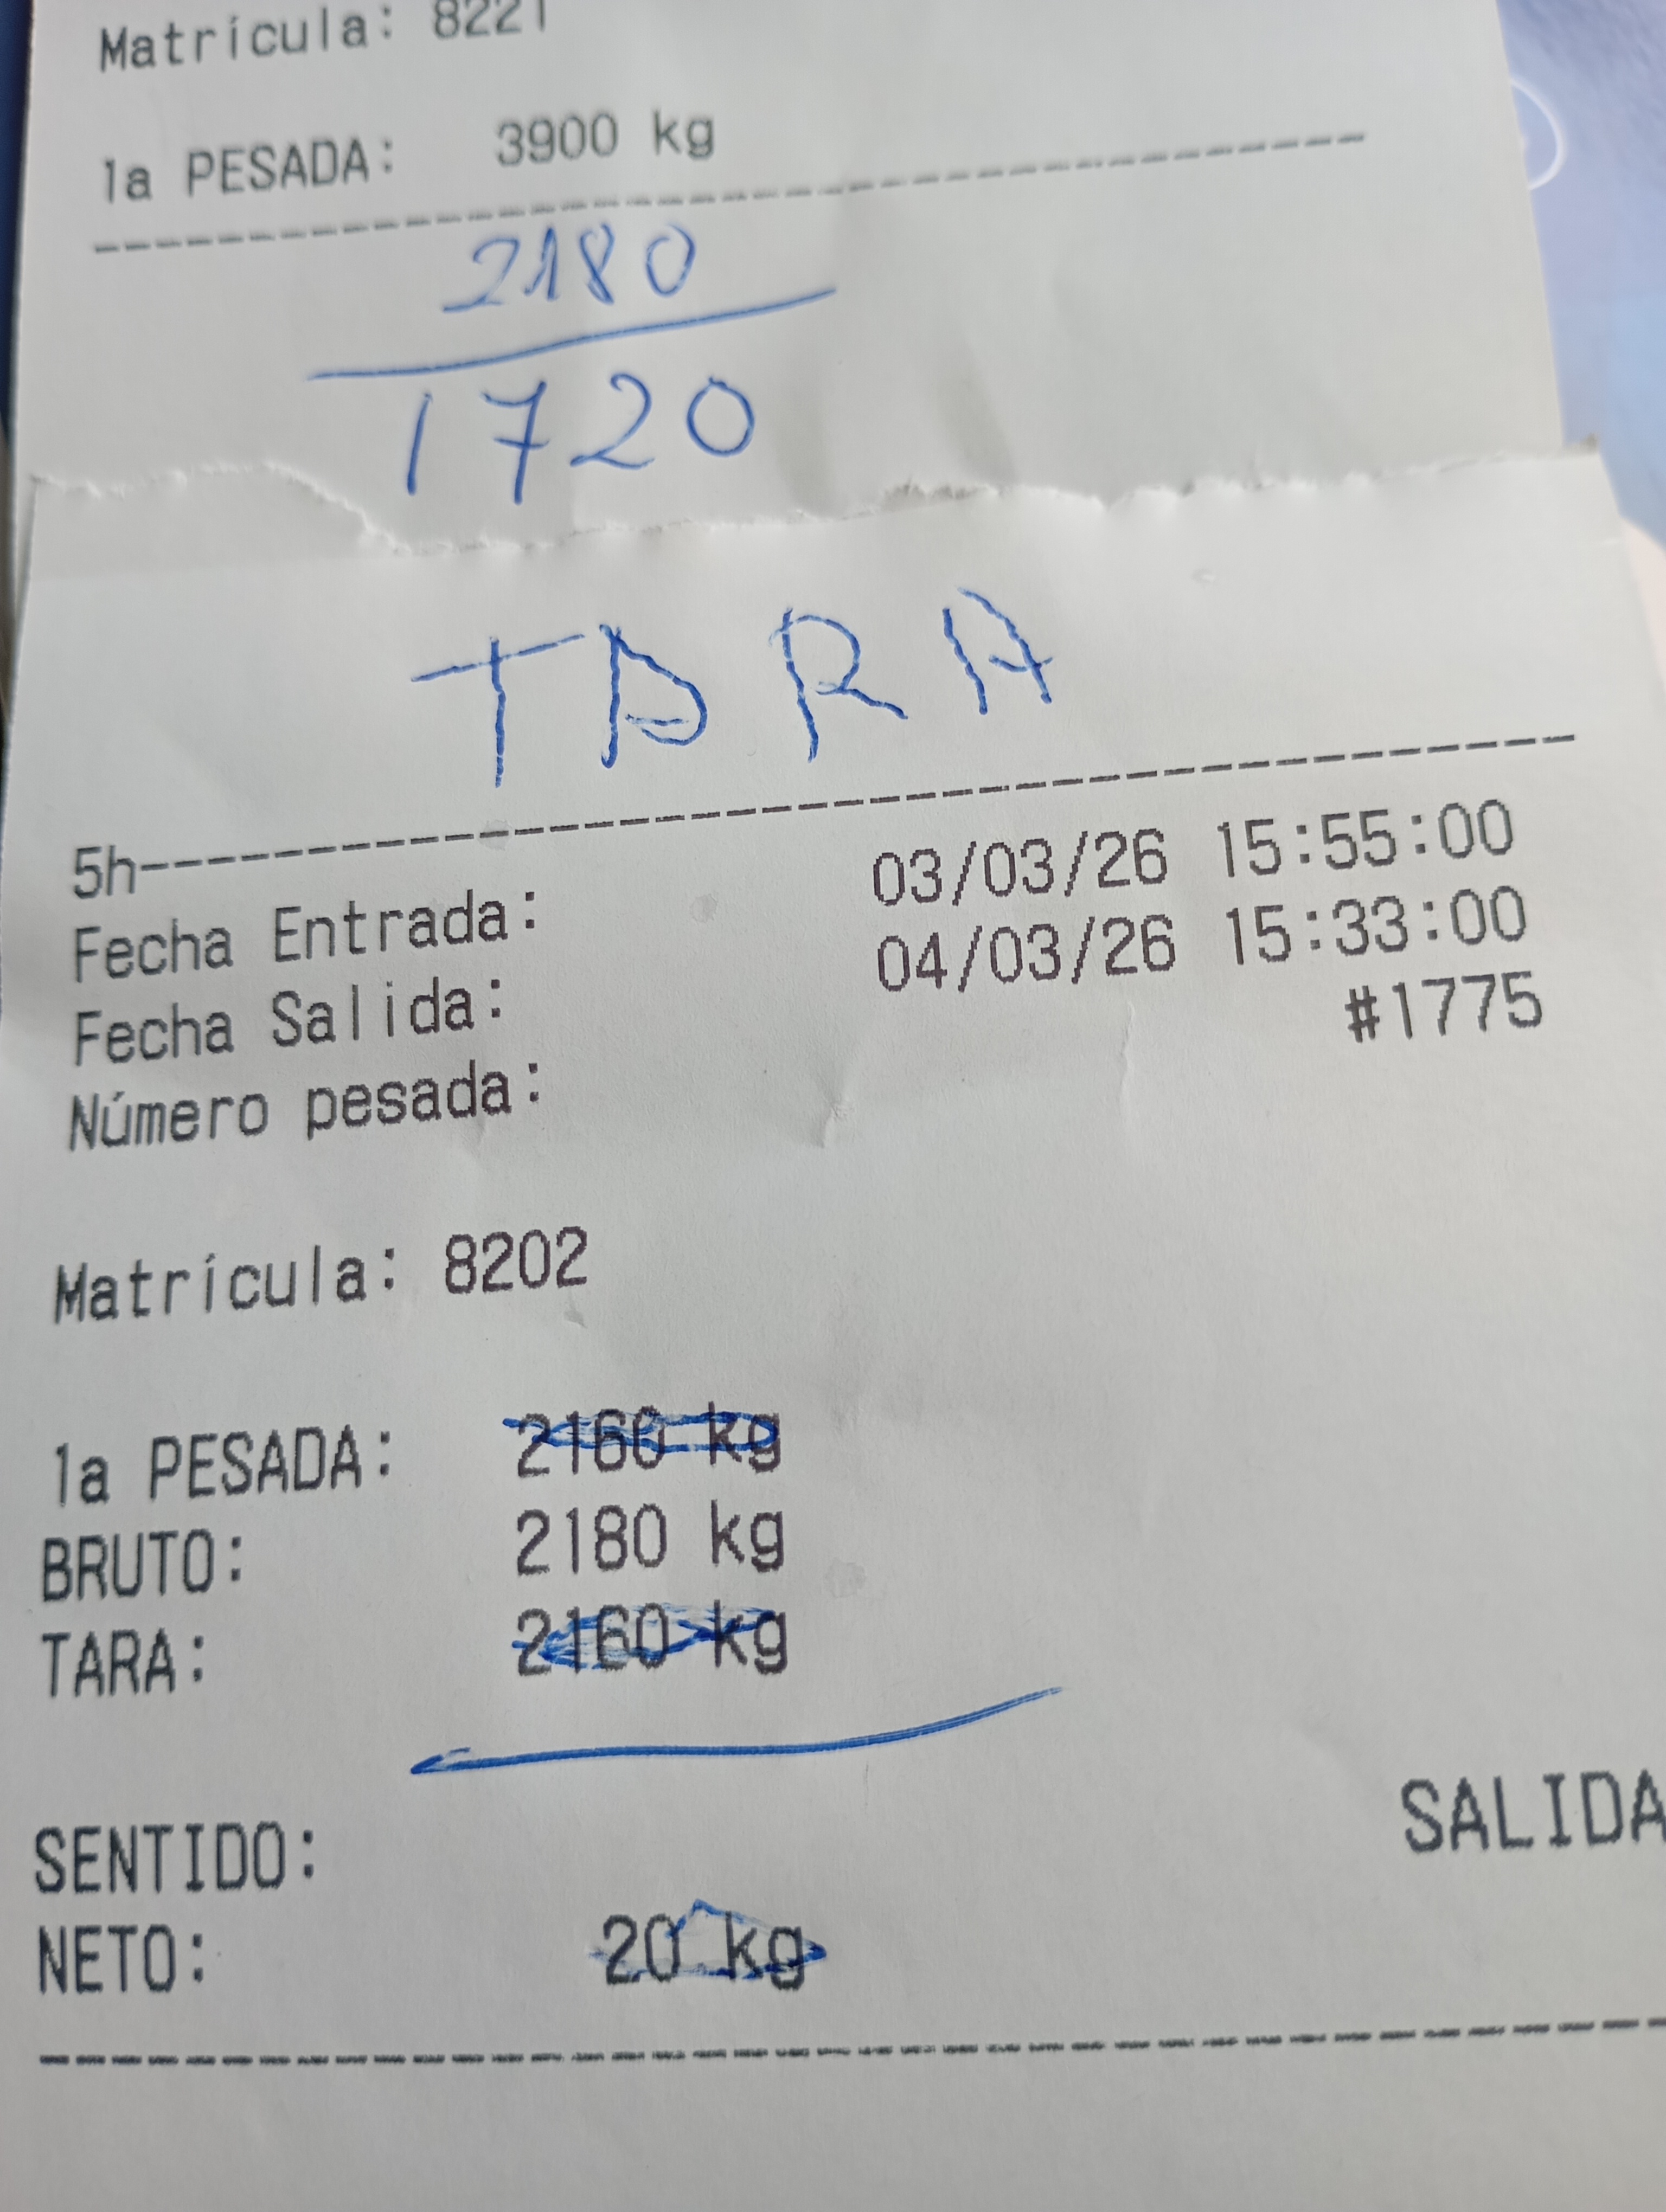 Matrícula: 8221
1a PESADA: 3900 kg
2180
1720
TARA
5h
Fecha Entrada: 03/03/26 15:55:00
Fecha Salida: 04/03/26 15:33:00
Número pesada: #1775
Matrícula: 8202
1a PESADA: 2160 kg
BRUTO: 2180 kg
TARA: 2160 kg
SENTIDO: SALIDA
NETO: 20 kg